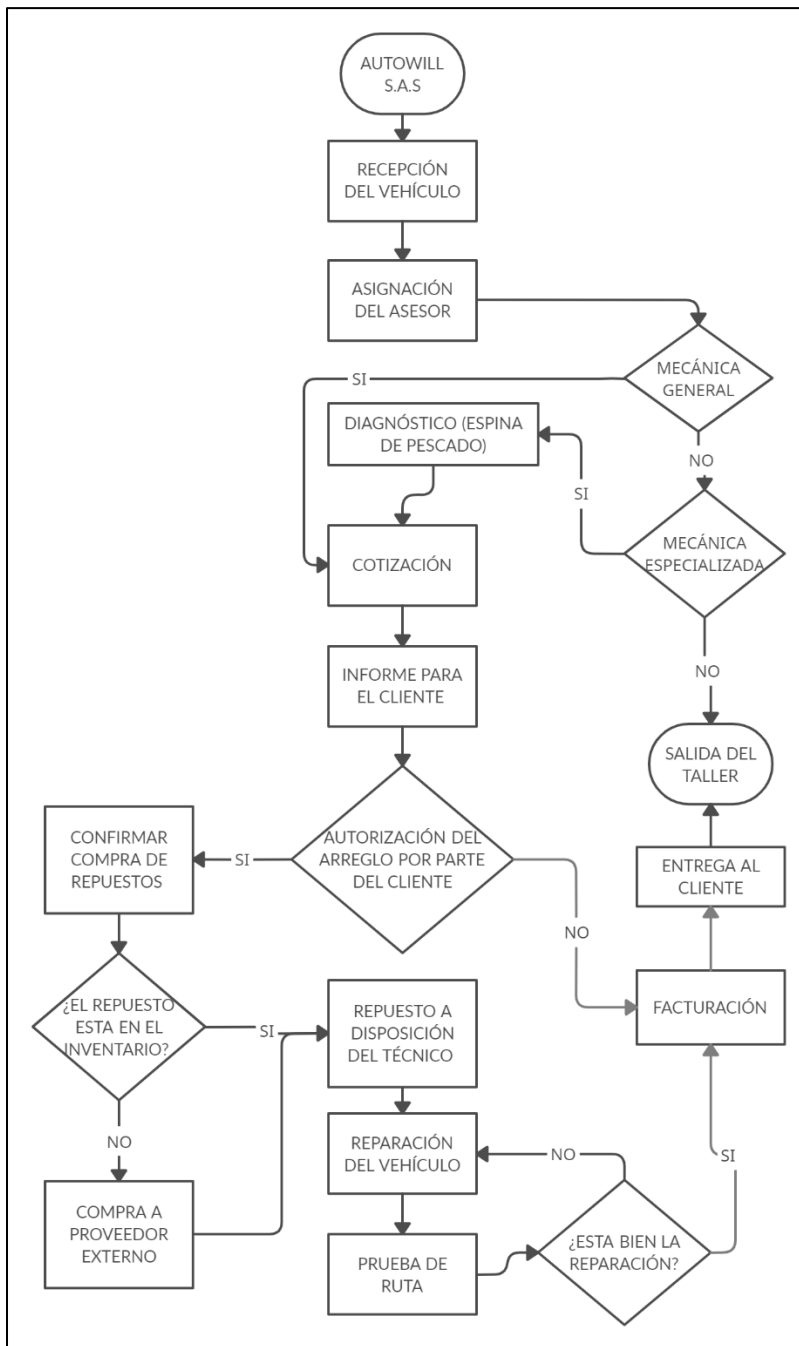 AUTOWILL
S.A.S
RECEPCIÓN
DEL VEHÍCULO
ASIGNACIÓN
DEL ASESOR
MECÁNICA
GENERAL
SI
DIAGNÓSTICO (ESPINA
DE PESCADO)
NO
SI
MECÁNICA
ESPECIALIZADA
COTIZACIÓN
INFORME PARA
EL CLIENTE
NO
SALIDA DEL
TALLER
CONFIRMAR
COMPRA DE
REPUESTOS
SI
AUTORIZACIÓN DEL
ARREGLO POR PARTE
DEL CLIENTE
ENTREGA AL
CLIENTE
NO
¿EL REPUESTO
ESTA EN EL
INVENTARIO?
SI
REPUESTO A
DISPOSICIÓN
DEL TÉCNICO
FACTURACIÓN
NO
REPARACIÓN
DEL VEHÍCULO
NO
SI
COMPRA A
PROVEEDOR
EXTERNO
PRUEBA DE
RUTA
¿ESTA BIEN LA
REPARACIÓN?